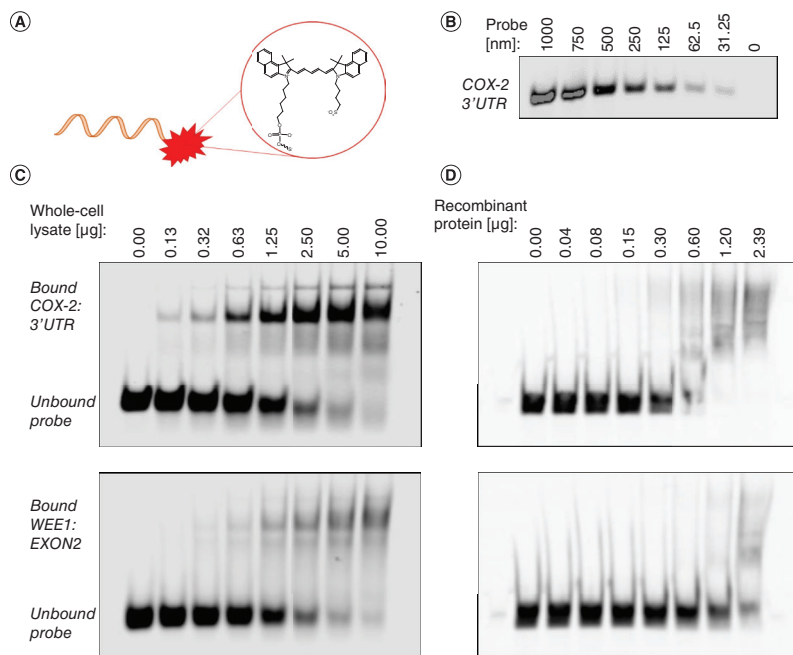 A
B
Probe
[nm]:
1000 750 500 250 125 62.5 31.25 0
COX-2
3'UTR
C
Whole-cell
lysate [µg]:
0.00 0.13 0.32 0.63 1.25 2.50 5.00 10.00
Bound
COX-2:
3'UTR
Unbound
probe
Bound
WEE1:
EXON2
Unbound
probe
D
Recombinant
protein [µg]:
0.00 0.04 0.08 0.15 0.30 0.60 1.20 2.39